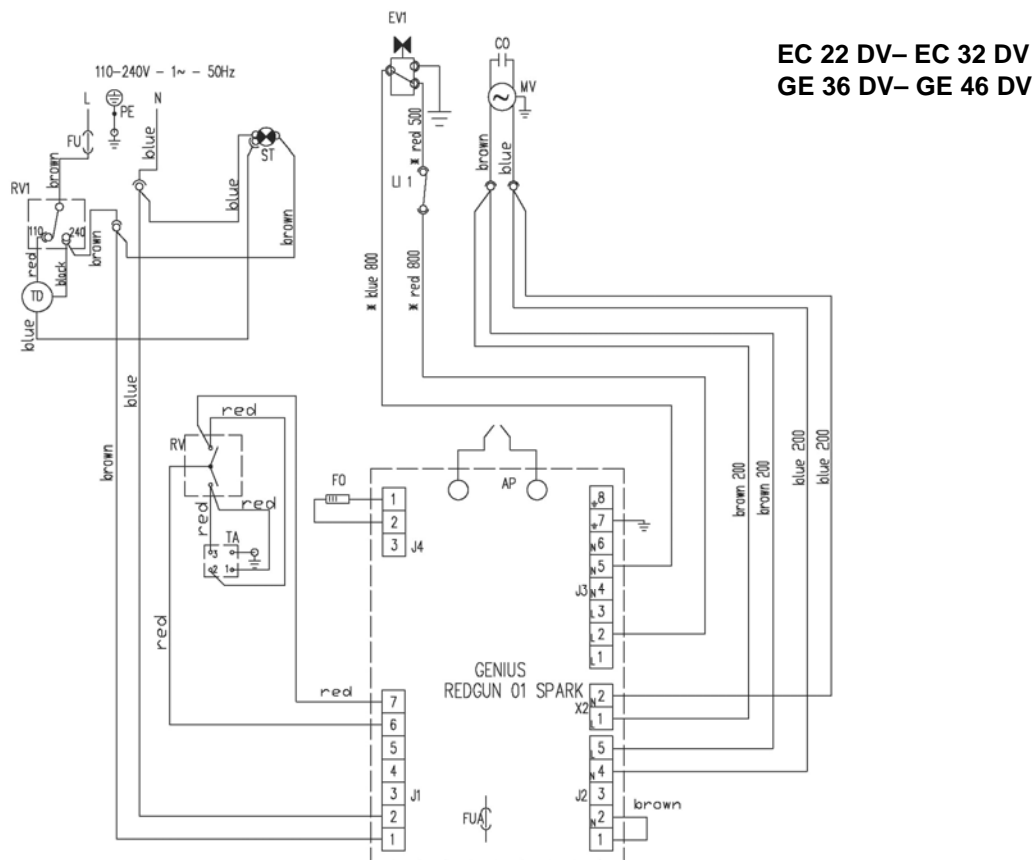 EC 22 DV– EC 32 DV
GE 36 DV– GE 46 DV
EV1
CO
MV
110-240V - 1~ - 50Hz
L
PE
N
FU
blue
brown
ST
RV1
110
240
red
black
brown
TD
blue
blue
brown
* red 500
LI 1
* blue 800
* red 800
brown
blue
blue
brown
RV
red
red
red
TA
3
2
1
red
FO
1
2
3
J4
AP
8
7
N 6
N 5
J3 N 4
L 3
L 2
L 1
brown 200
brown 200
blue 200
blue 200
GENIUS
REDGUN 01 SPARK
N 2
X2
L 1
red
7
6
5
4
3 J1
2
1
L 5
N 4
J2 3
N 2
1
brown
FUA